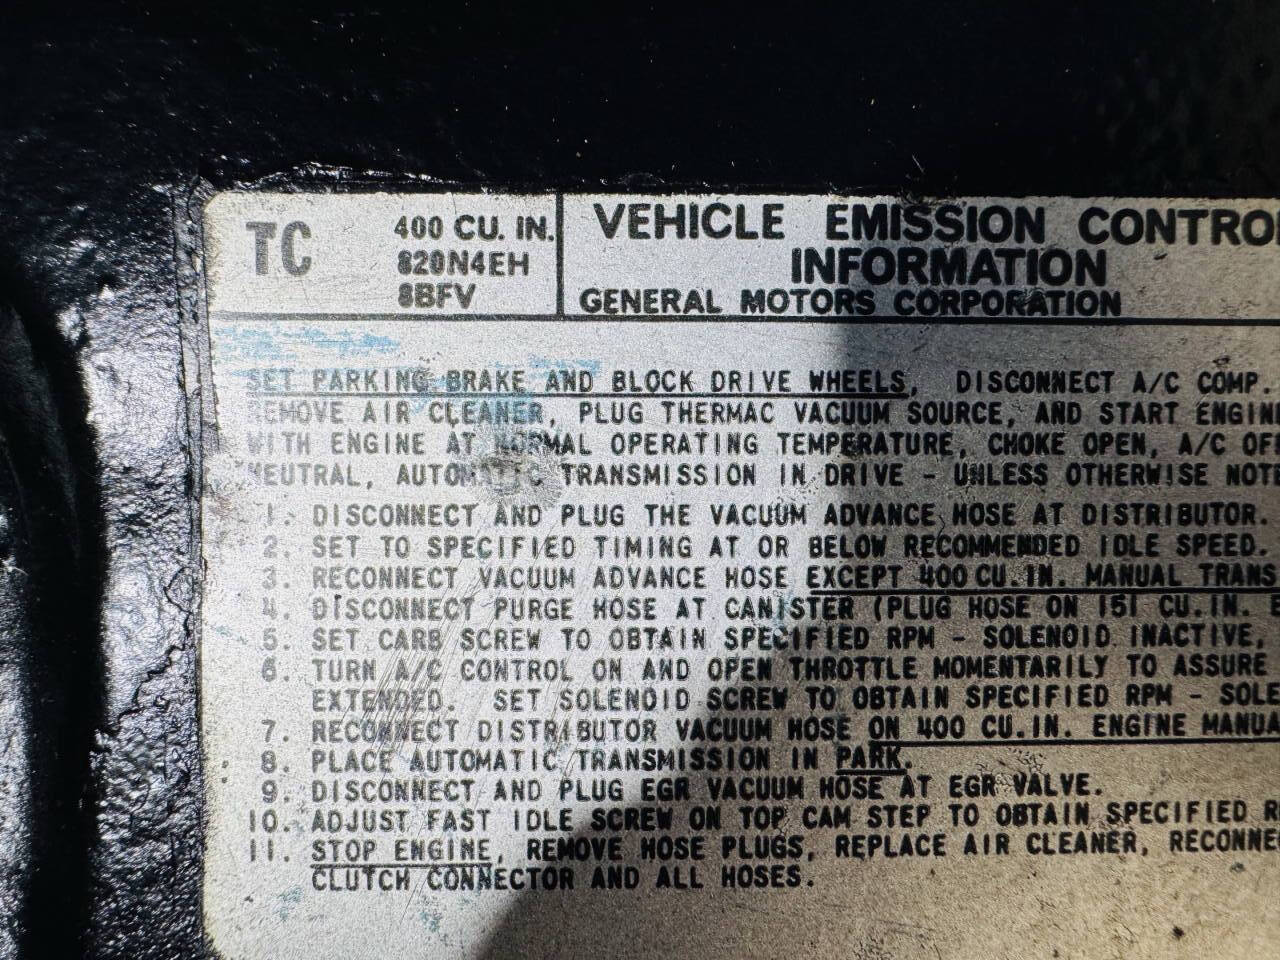 TC
400 CU. IN.
820N4EH
8BFV
VEHICLE EMISSION CONTRO
INFORMATION
GENERAL MOTORS CORPORATION
SET PARKING BRAKE AND BLOCK DRIVE WHEELS, DISCONNECT A/C COMP.
REMOVE AIR CLEANER, PLUG THERMAC VACUUM SOURCE, AND START ENGIN
WITH ENGINE AT NORMAL OPERATING TEMPERATURE, CHOKE OPEN, A/C OFF
NEUTRAL, AUTOMATIC TRANSMISSION IN DRIVE - UNLESS OTHERWISE NOTE
1. DISCONNECT AND PLUG THE VACUUM ADVANCE HOSE AT DISTRIBUTOR.
2. SET TO SPECIFIED TIMING AT OR BELOW RECOMMENDED IDLE SPEED.
3. RECONNECT VACUUM ADVANCE HOSE EXCEPT 400 CU.IN. MANUAL TRANS
4. DISCONNECT PURGE HOSE AT CANISTER (PLUG HOSE ON 151 CU.IN. E
5. SET CARB SCREW TO OBTAIN SPECIFIED RPM - SOLENOID INACTIVE,
6. TURN A/C CONTROL ON AND OPEN THROTTLE MOMENTARILY TO ASSURE
EXTENDED. SET SOLENOID SCREW TO OBTAIN SPECIFIED RPM - SOLE
7. RECONNECT DISTRIBUTOR VACUUM HOSE ON 400 CU.IN. ENGINE MANUA
8. PLACE AUTOMATIC TRANSMISSION IN PARK.
9. DISCONNECT AND PLUG EGR VACUUM HOSE AT EGR VALVE.
10. ADJUST FAST IDLE SCREW ON TOP CAM STEP TO OBTAIN SPECIFIED R
11. STOP ENGINE, REMOVE HOSE PLUGS, REPLACE AIR CLEANER, RECONNE
CLUTCH CONNECTOR AND ALL HOSES.